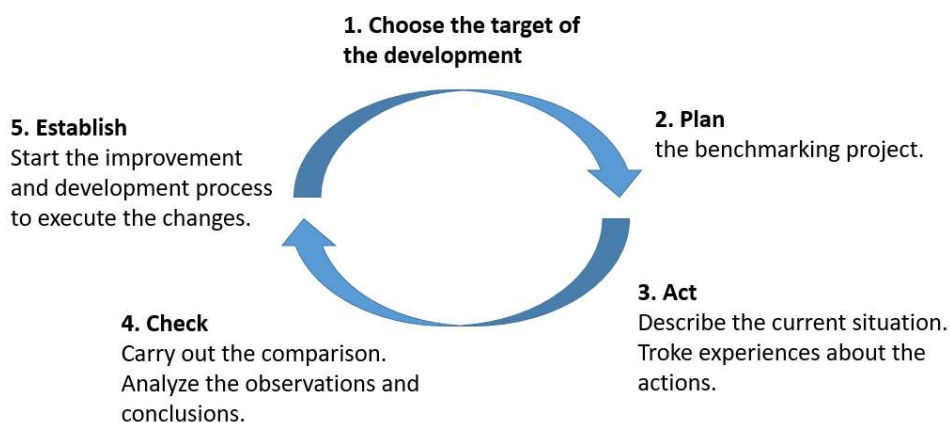 1. Choose the target of
the development
2. Plan
the benchmarking project.
3. Act
Describe the current situation.
Troke experiences about the
actions.
4. Check
Carry out the comparison.
Analyze the observations and
conclusions.
5. Establish
Start the improvement
and development process
to execute the changes.